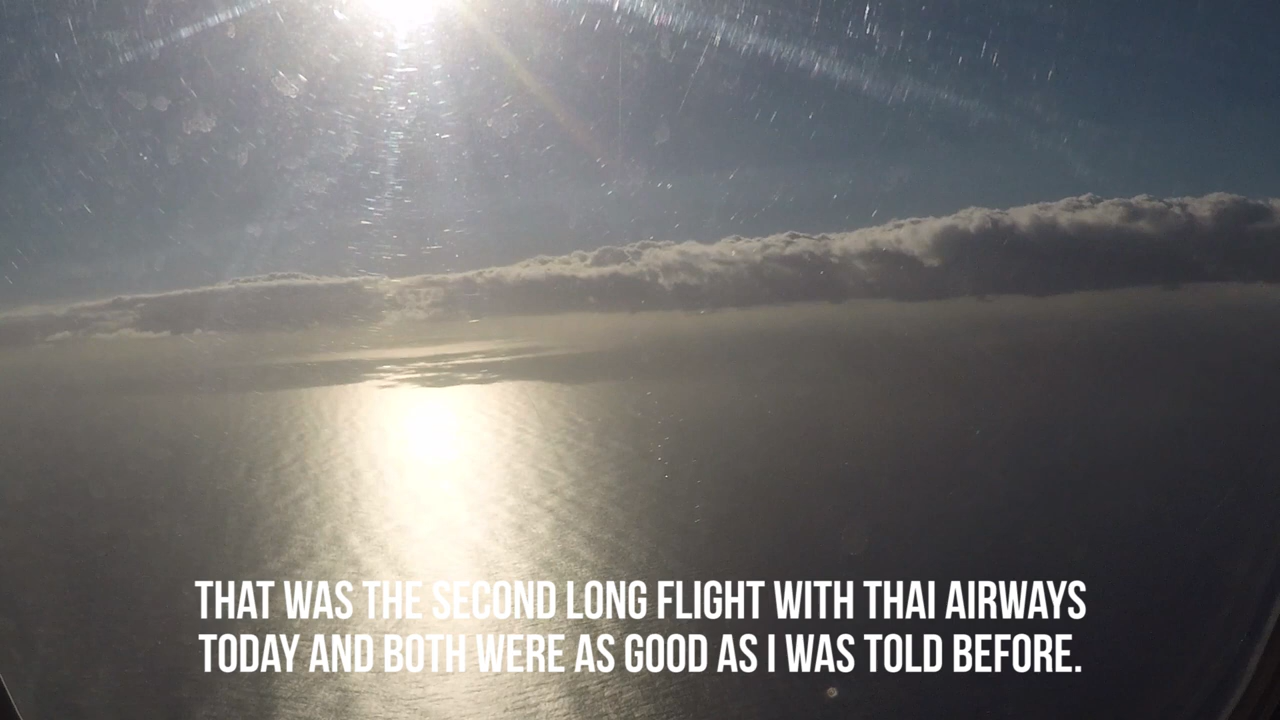 THAT WAS THE SECOND LONG FLIGHT WITH THAI AIRWAYS
TODAY AND BOTH WERE AS GOOD AS I WAS TOLD BEFORE.